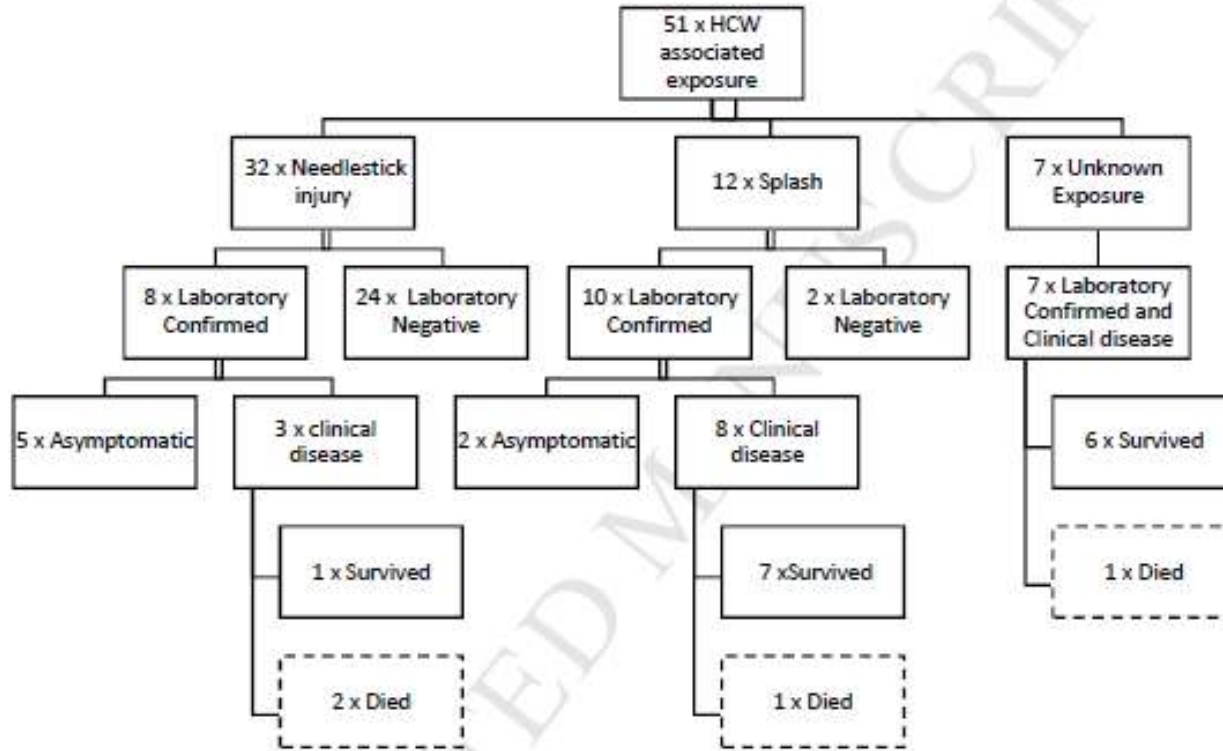 51 x HCW
associated
exposure
32 x Needlestick
injury
12 x Splash
7 x Unknown
Exposure
8 x Laboratory
Confirmed
24 x Laboratory
Negative
10 x Laboratory
Confirmed
2 x Laboratory
Negative
7 x Laboratory
Confirmed and
Clinical disease
5 x Asymptomatic
3 x clinical
disease
2 x Asymptomatic
8 x Clinical
disease
6 x Survived
1 x Survived
7 xSurvived
1 x Died
2 x Died
1 x Died